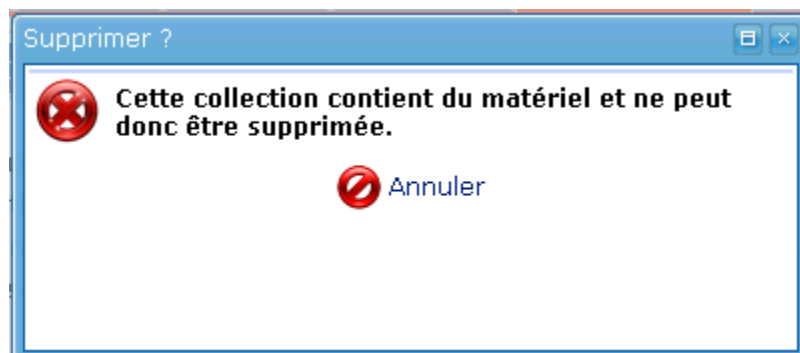 Supprimer ?
Cette collection contient du matériel et ne peut
donc être supprimée.
Annuler